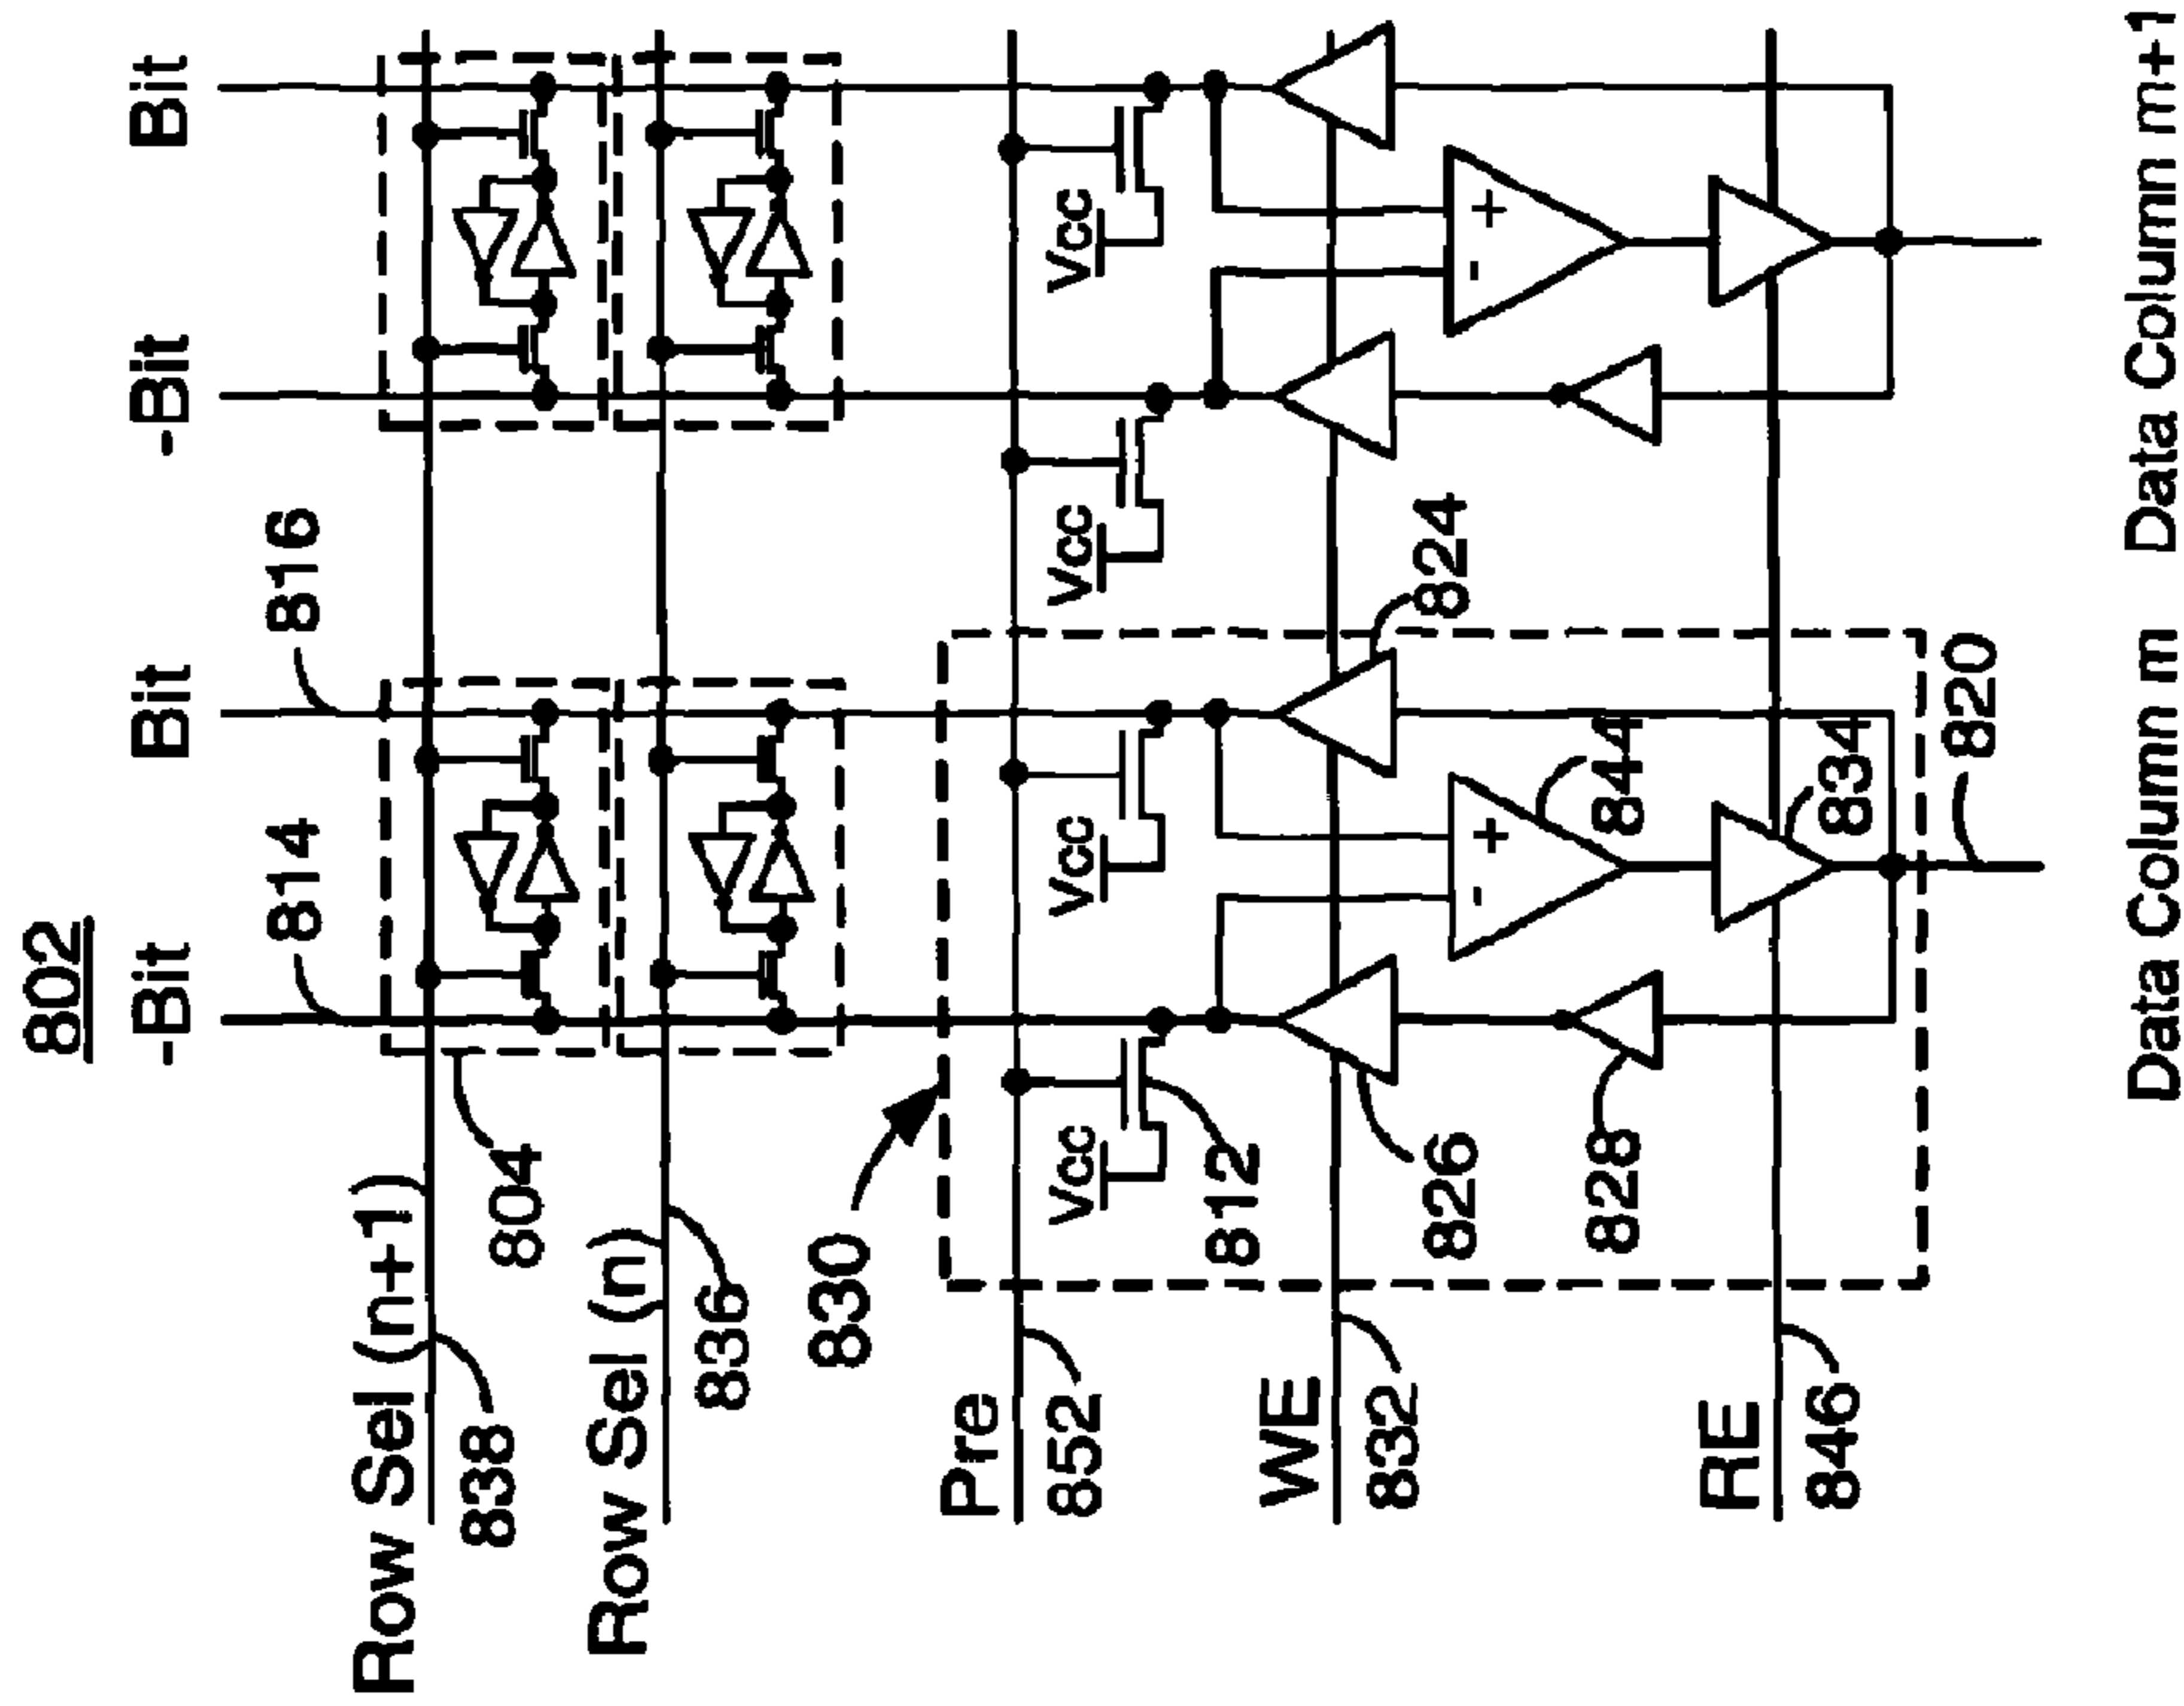 802
-Bit
Bit
-Bit
Bit
814
816
Row Sel (n+1)
838
804
Row Sel (n)
836
830
Pre
852
Vcc
Vcc
Vcc
Vcc
812
WE
832
826
824
- +
- +
828
844
RE
846
834
820
Data Column m
Data Column m+1